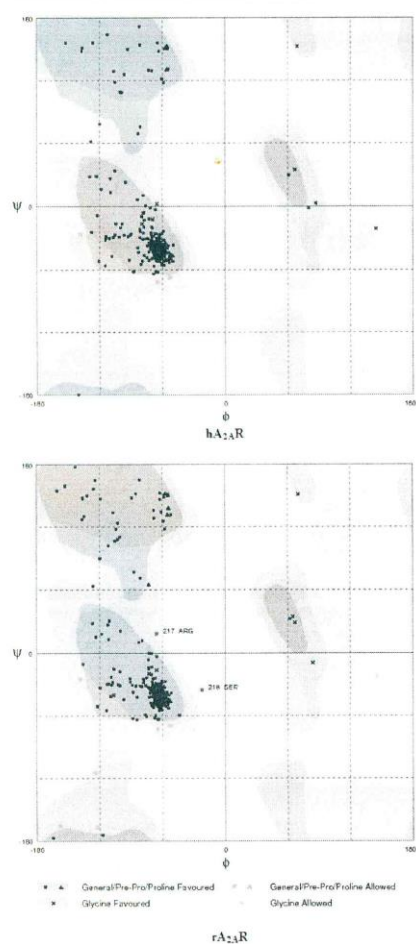 180
ψ
0
-180
-180 0 180
ϕ
hA2AR
180
217 ARG
ψ
0
218 SER
-180
-180 0 180
ϕ
General/Pre-Pro/Proline Favoured General/Pre-Pro/Proline Allowed
Glycine Favoured Glycine Allowed
rA2AR